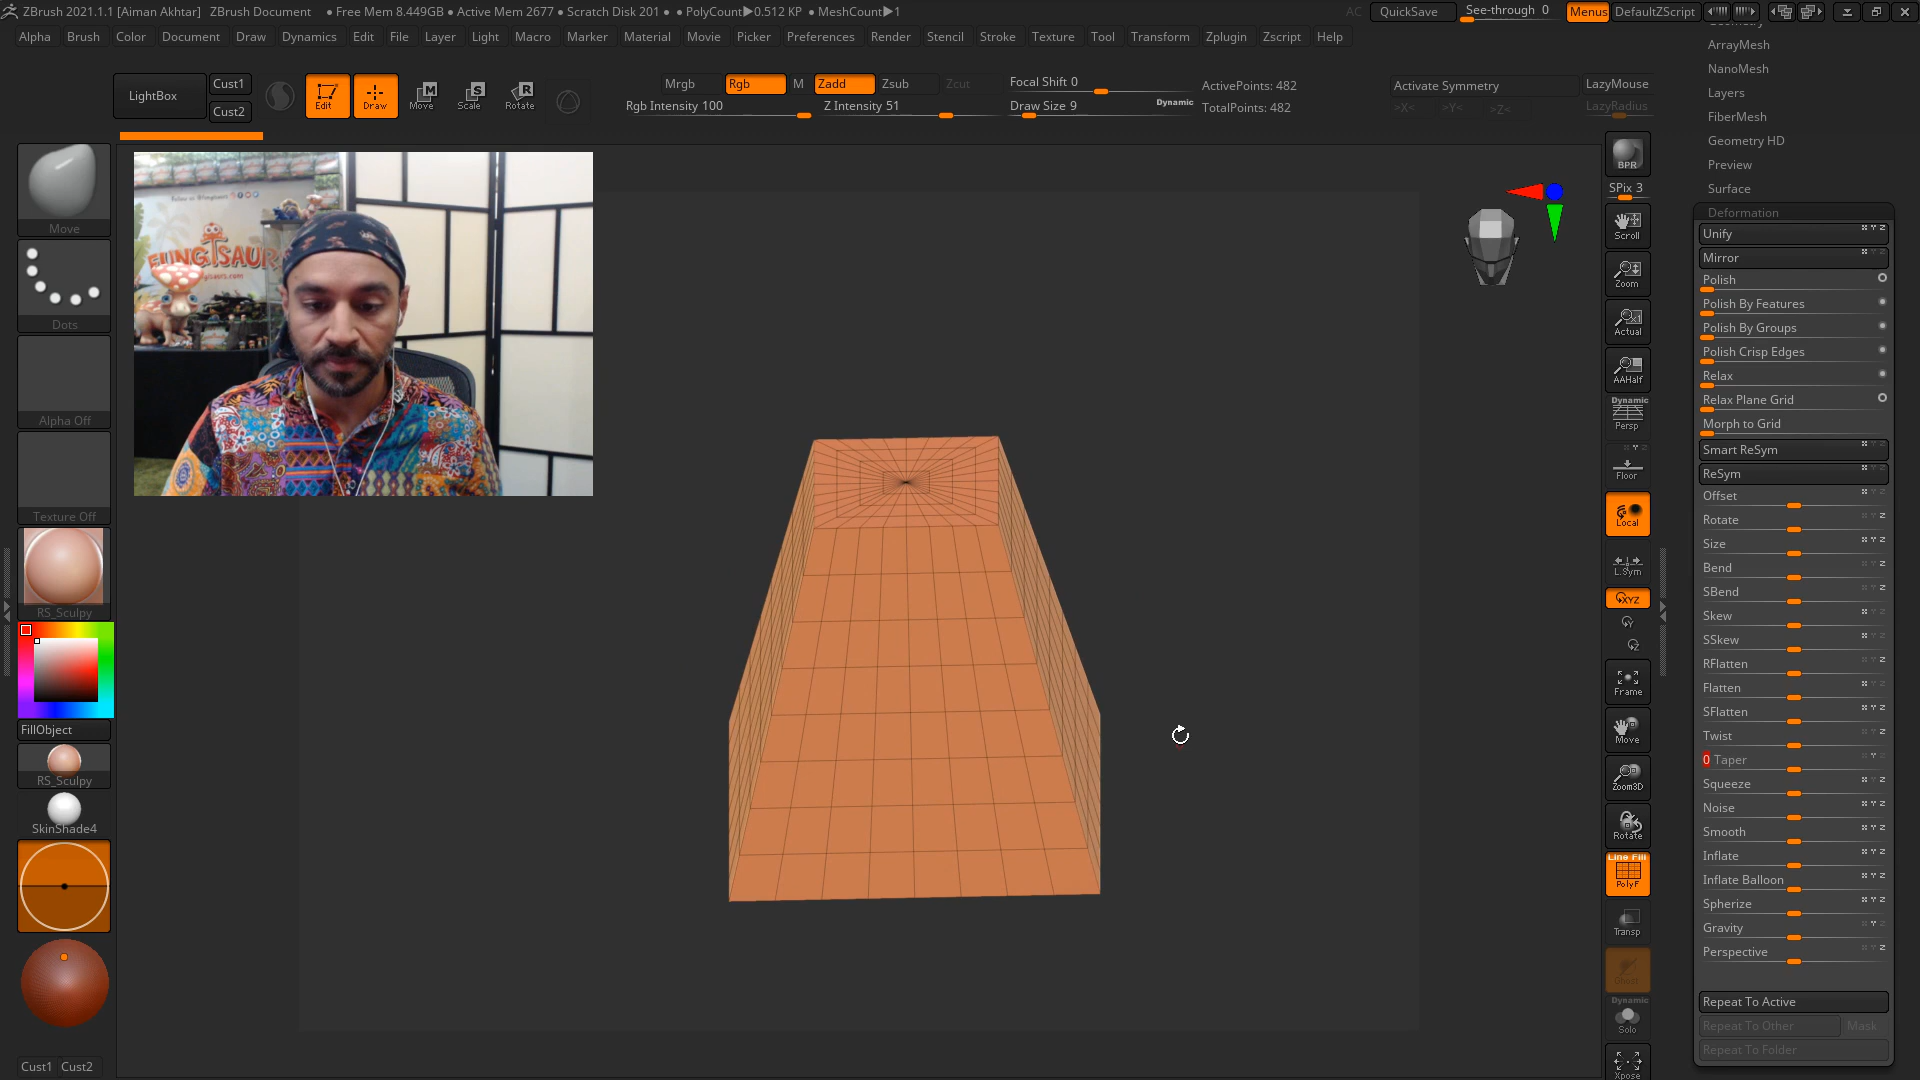 ZBrush 2021.1.1 [Aiman Akhtar] ZBrush Document ● Free Mem 8.449GB ● Active Mem 2677 ● Scratch Disk 201 ● ● PolyCount▶0.512 KP ● MeshCount▶1
AC QuickSave See-through 0 Menus DefaultZScript
Alpha Brush Color Document Draw Dynamics Edit File Layer Light Macro Marker Material Movie Picker Preferences Render Stencil Stroke Texture Tool Transform Zplugin Zscript Help
LightBox
Cust1
Cust2
Edit Draw Move Scale Rotate
Mrgb Rgb M Zadd Zsub Zcut
Rgb Intensity 100 Z Intensity 51
Focal Shift 0
Draw Size 9 Dynamic
ActivePoints: 482
TotalPoints: 482
Activate Symmetry
>X< >Y< >Z<
LazyMouse
LazyRadius
Move
Dots
Alpha Off
Texture Off
RS_Sculpy
FillObject
RS_Sculpy
SkinShade4
Cust1 Cust2
FUNGISAURS
BPR
SPix 3
Scroll
Zoom
Actual
AAHalf
Dynamic
Persp
Floor
Local
L.Sym
XYZ
Y
Z
Frame
Move
Zoom3D
Rotate
Line Fill
PolyF
Transp
Ghost
Dynamic
Solo
Xpose
ArrayMesh
NanoMesh
Layers
FiberMesh
Geometry HD
Preview
Surface
Deformation
Unify
Mirror
Polish
Polish By Features
Polish By Groups
Polish Crisp Edges
Relax
Relax Plane Grid
Morph to Grid
Smart ReSym
ReSym
Offset
Rotate
Size
Bend
SBend
Skew
SSkew
RFlatten
Flatten
SFlatten
Twist
0 Taper
Squeeze
Noise
Smooth
Inflate
Inflate Balloon
Spherize
Gravity
Perspective
Repeat To Active
Repeat To Other Mask
Repeat To Folder